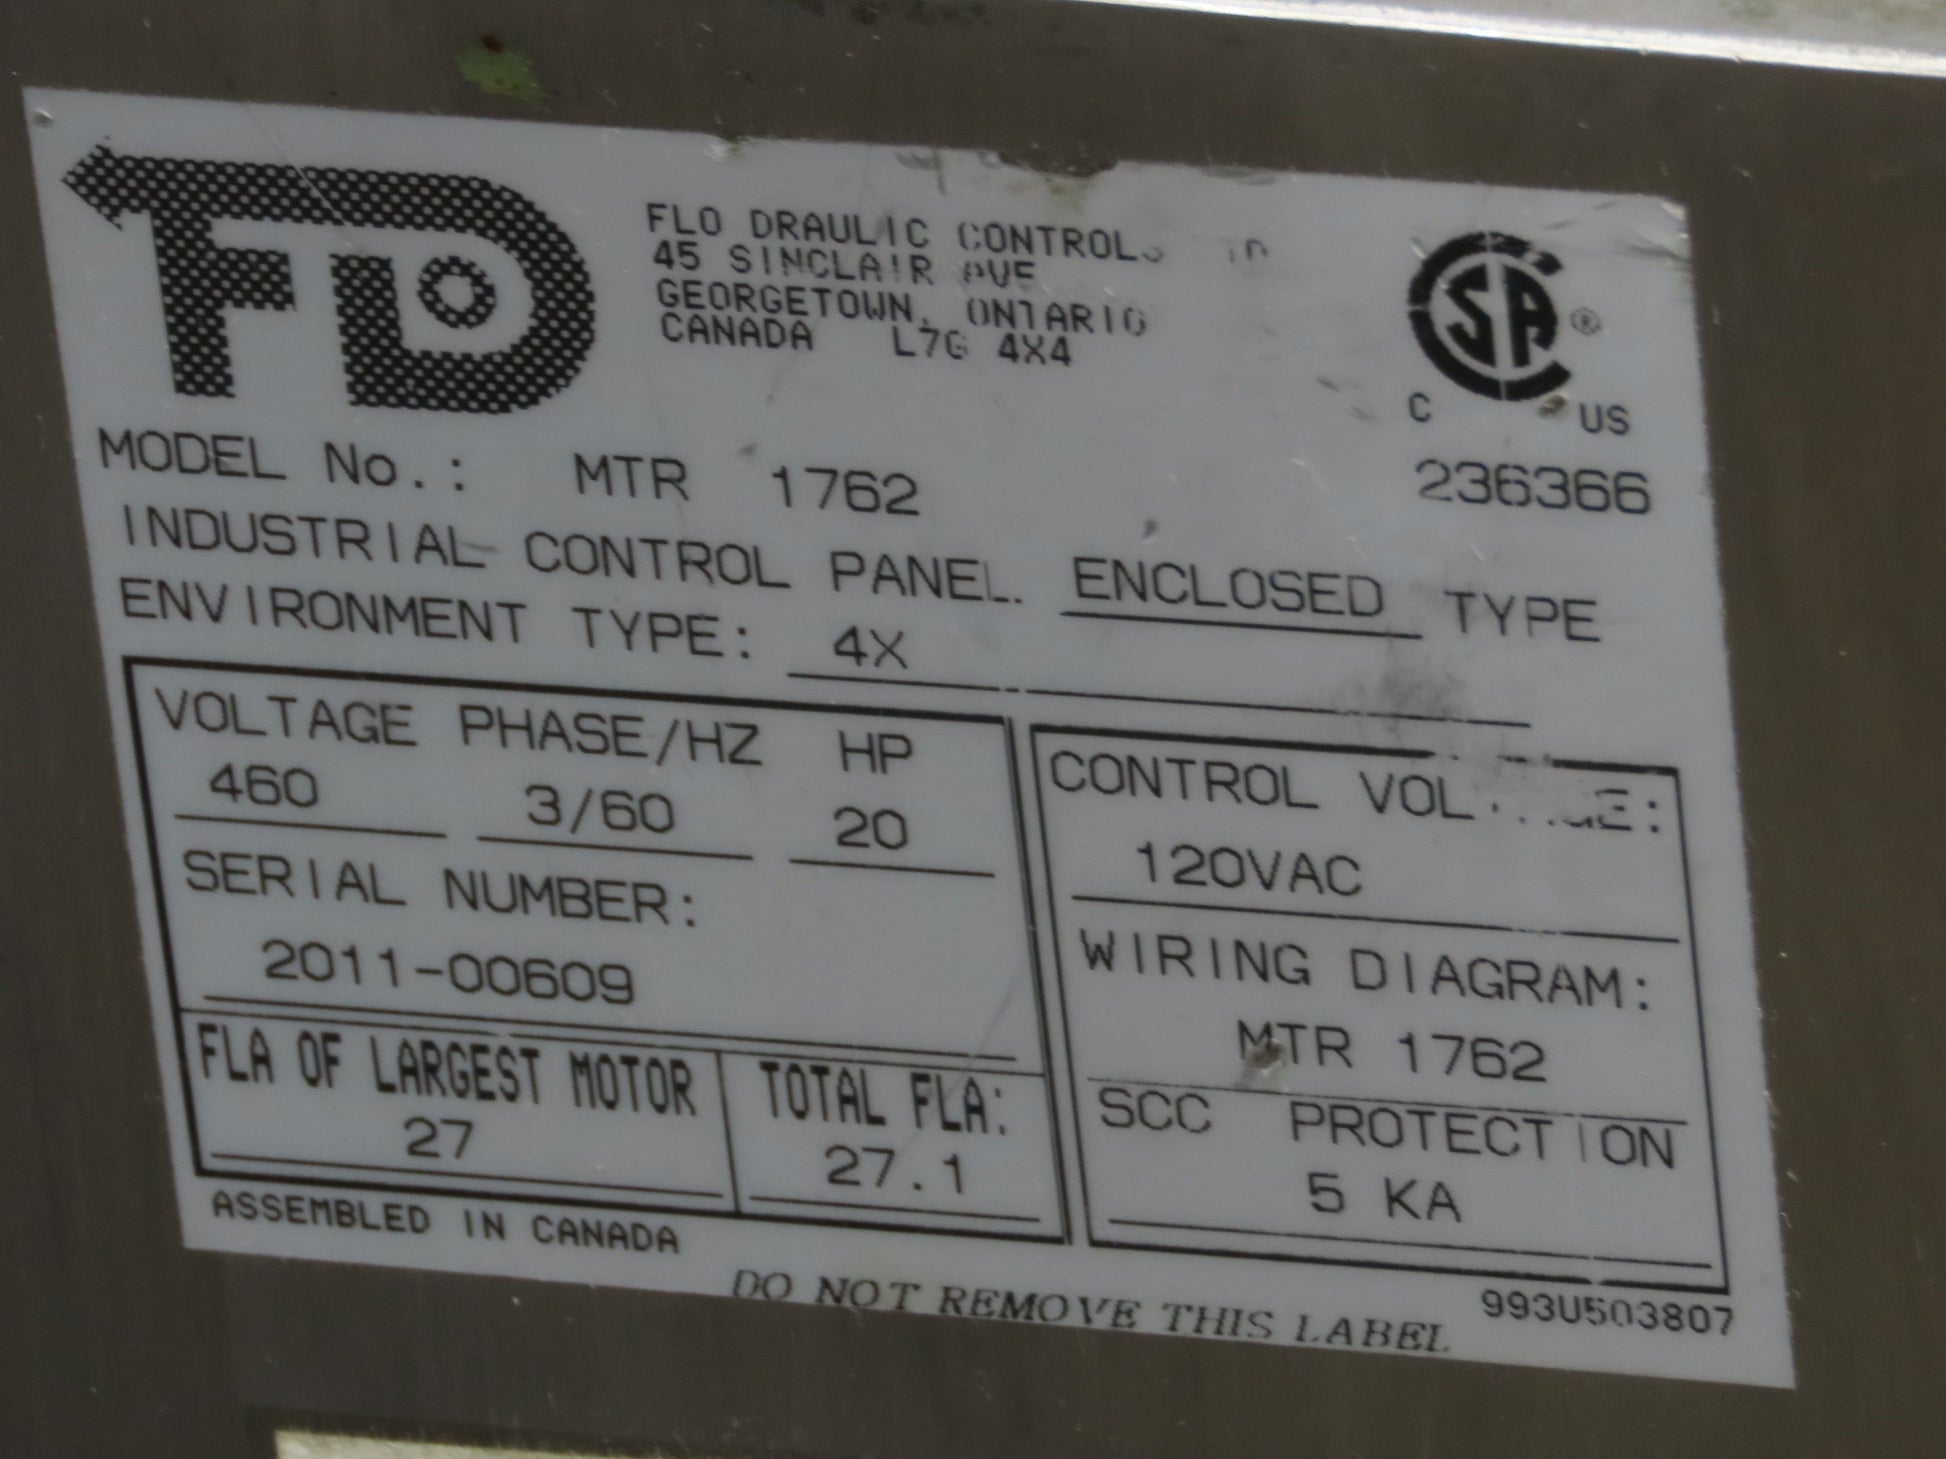 FLO
FLO DRAULIC CONTROLS
45 SINCLAIR AVE
GEORGETOWN, ONTARIO
CANADA L7G 4X4
CSA ®
C US
236366
MODEL No.: MTR 1762
INDUSTRIAL CONTROL PANEL. ENCLOSED TYPE
ENVIRONMENT TYPE: 4X
VOLTAGE PHASE/HZ HP
460 3/60 20
SERIAL NUMBER:
2011-00609
FLA OF LARGEST MOTOR
27
TOTAL FLA:
27.1
CONTROL VOLTAGE:
120VAC
WIRING DIAGRAM:
MTR 1762
SCC PROTECTION
5 KA
ASSEMBLED IN CANADA
DO NOT REMOVE THIS LABEL
993U503807